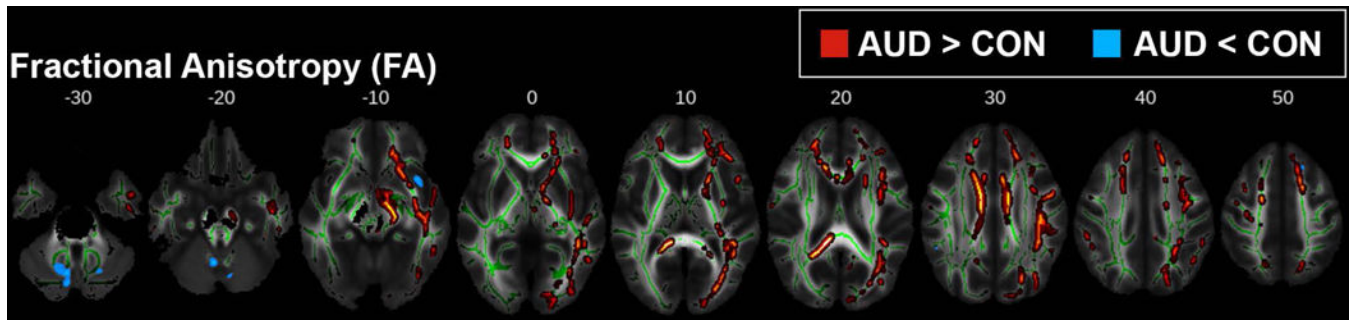 AUD > CON AUD < CON
Fractional Anisotropy (FA)
-30 -20 -10 0 10 20 30 40 50